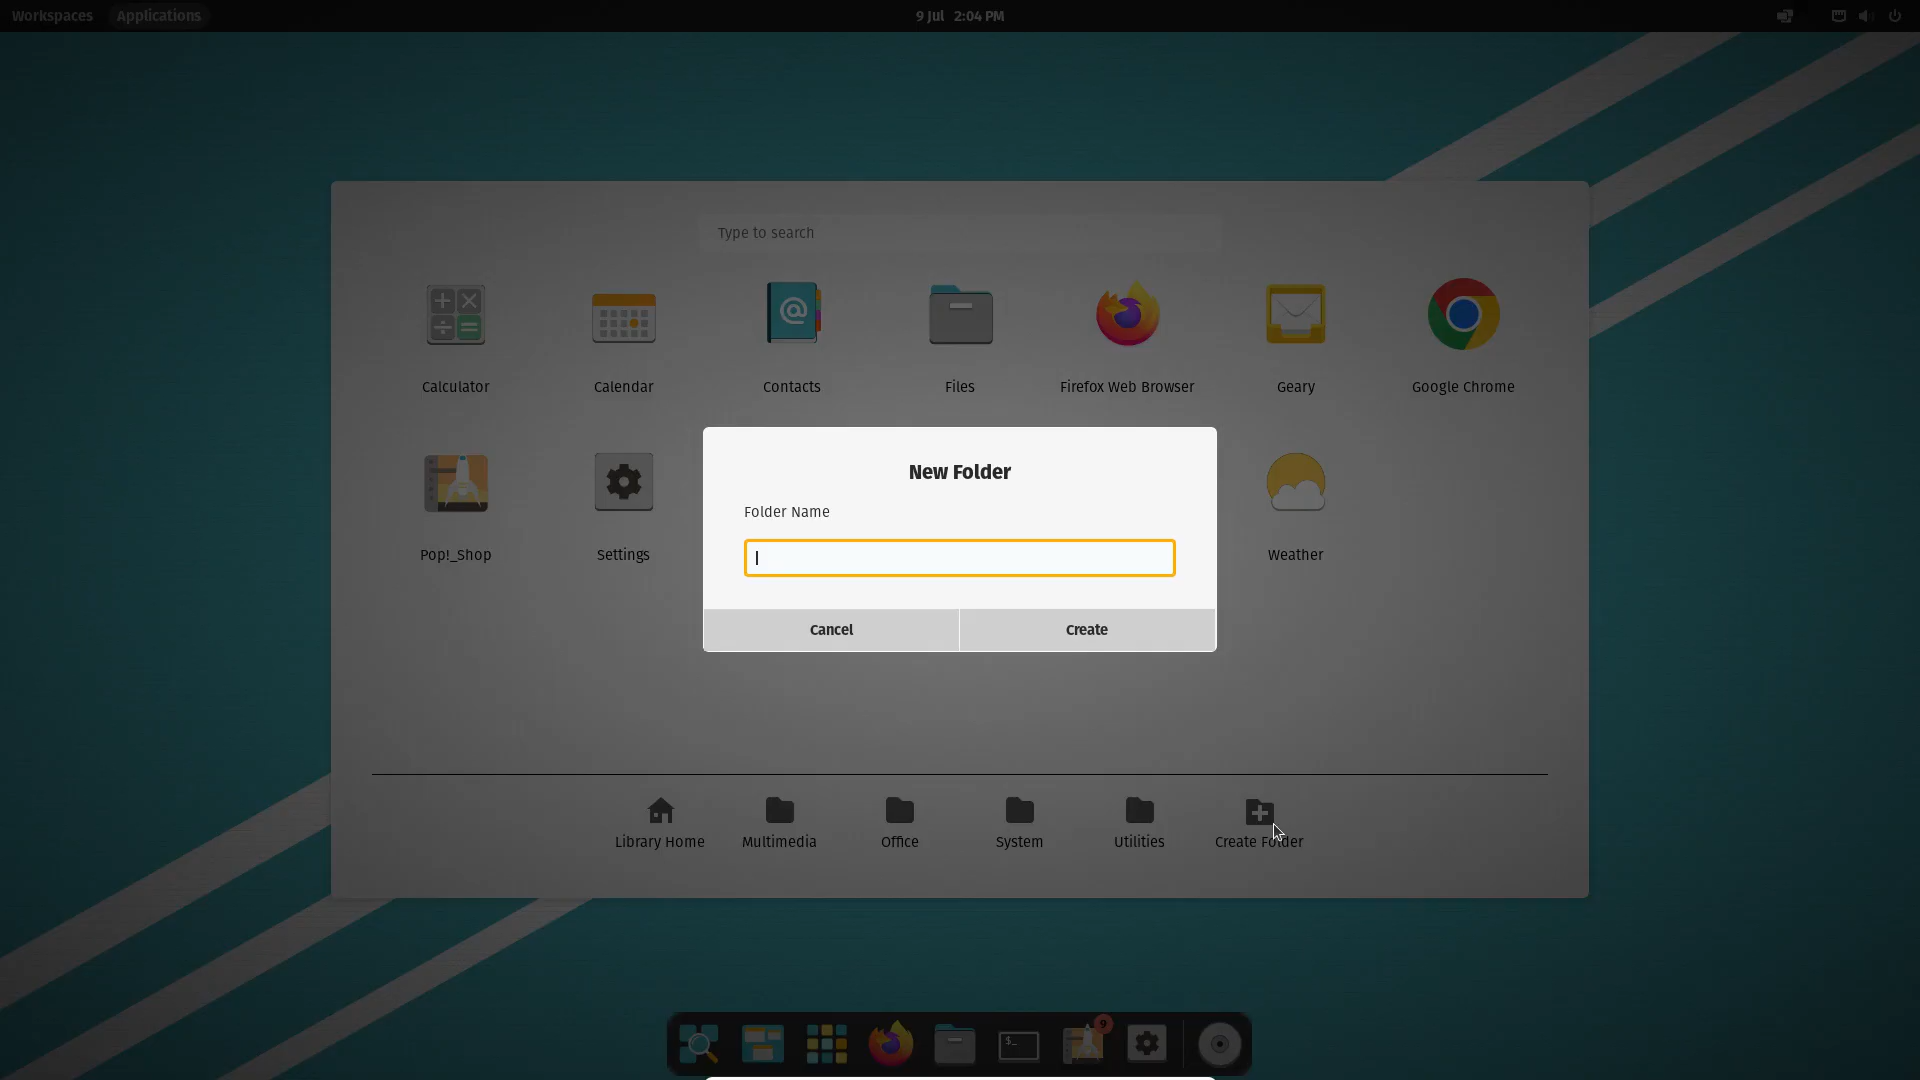 Workspaces Applications 9 Jul 2:04 PM
Type to search
Calculator Calendar Contacts Files Firefox Web Browser Geary Google Chrome
New Folder
Folder Name
Pop!_Shop Settings Weather
Cancel Create
Library Home Multimedia Office System Utilities Create Folder
$_ 9